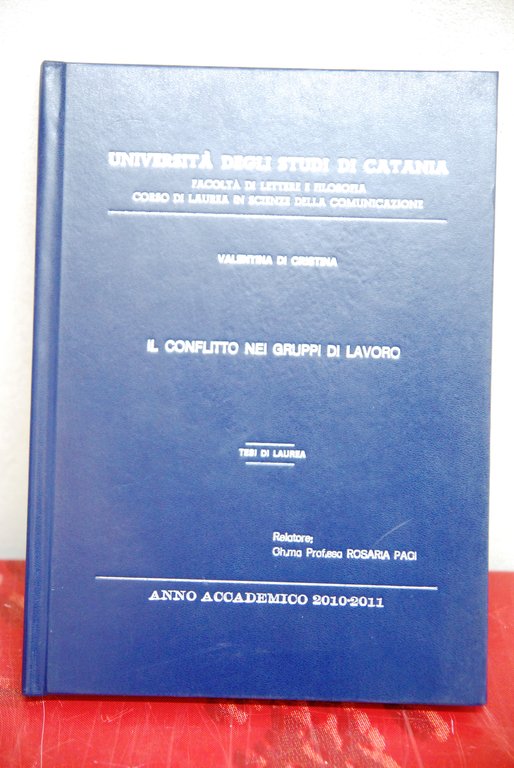 UNIVERSITÀ DEGLI STUDI DI CATANIA
FACOLTÀ DI LETTERE E FILOSOFIA
CORSO DI LAUREA IN SCIENZE DELLA COMUNICAZIONE
VALENTINA DI CRISTINA
IL CONFLITTO NEI GRUPPI DI LAVORO
TESI DI LAUREA
Relatore:
Ch.ma Prof.ssa ROSARIA PACI
ANNO ACCADEMICO 2010-2011